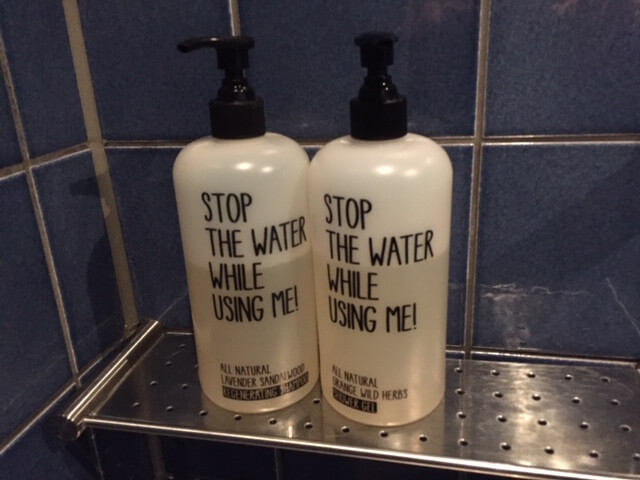 STOP
THE WATER
WHILE
USING ME!
ALL NATURAL
LAVENDER SANDALWOOD
REGENERATING SHAMPOO
STOP
THE WATER
WHILE
USING ME!
ALL NATURAL
ORANGE WILD HERBS
SHOWER GEL